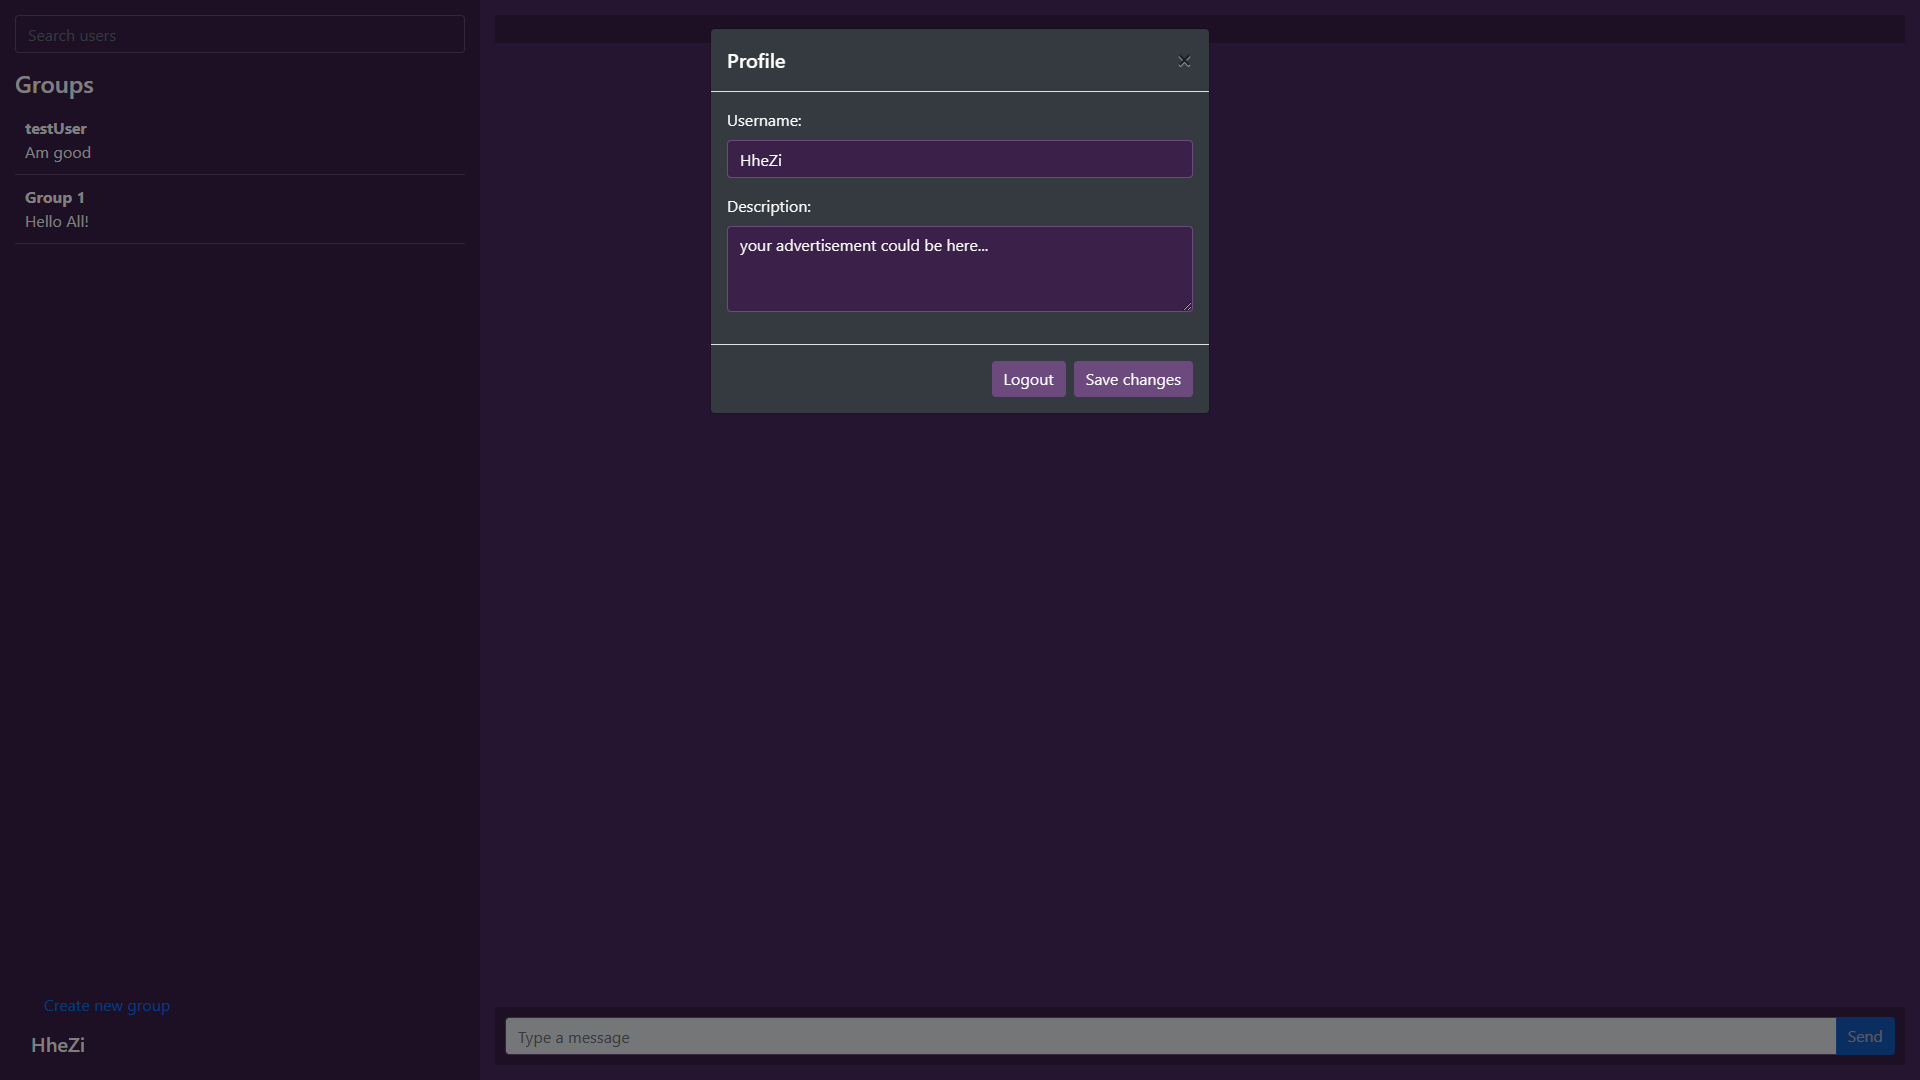 Search users
Groups
testUser
Am good
Group 1
Hello All!
Create new group
HheZi
Profile
×
Username:
HheZi
Description:
your advertisement could be here...
Logout
Save changes
Type a message
Send